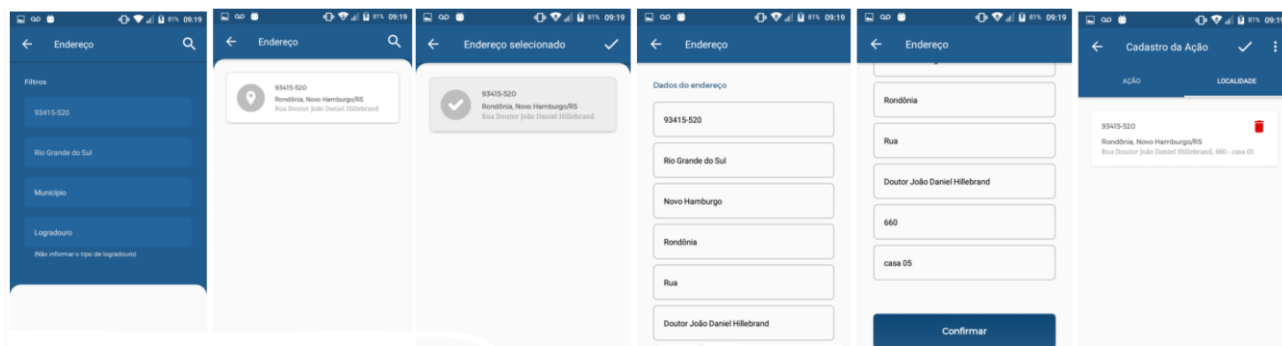 81% 09:19
Endereço
Filtros
93415-520
Rio Grande do Sul
Município
Logradouro
(Não informar o tipo de logradouro)
81% 09:19
Endereço
93415-520
Rondônia, Novo Hamburgo/RS
Rua Doutor João Daniel Hillebrand
81% 09:19
Endereço selecionado
93415-520
Rondônia, Novo Hamburgo/RS
Rua Doutor João Daniel Hillebrand
81% 09:19
Endereço
Dados do endereço
93415-520
Rio Grande do Sul
Novo Hamburgo
Rondônia
Rua
Doutor João Daniel Hillebrand
81% 09:19
Endereço
Rondônia
Rua
Doutor João Daniel Hillebrand
660
casa 05
Confirmar
81% 09:19
Cadastro da Ação
AÇÃO
LOCALIDADE
93415-520
Rondônia, Novo Hamburgo/RS
Rua Doutor João Daniel Hillebrand, 660 - casa 05